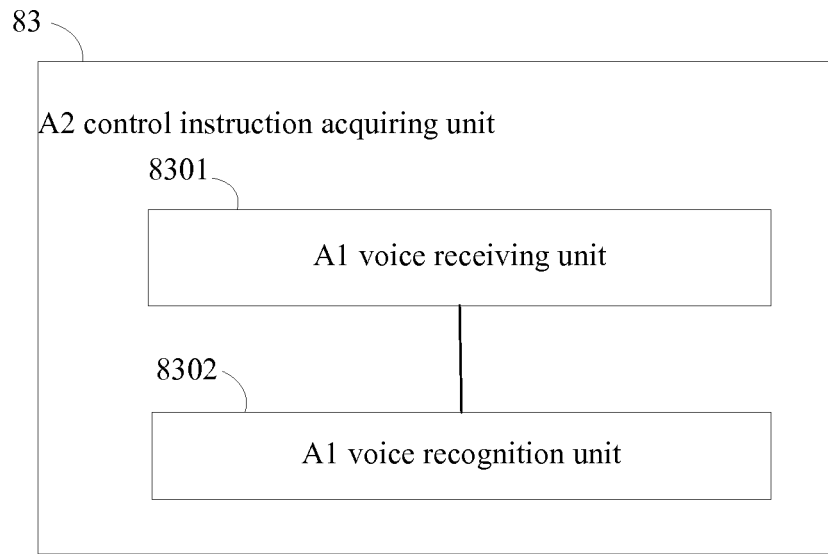 83
A2 control instruction acquiring unit
8301
A1 voice receiving unit
8302
A1 voice recognition unit